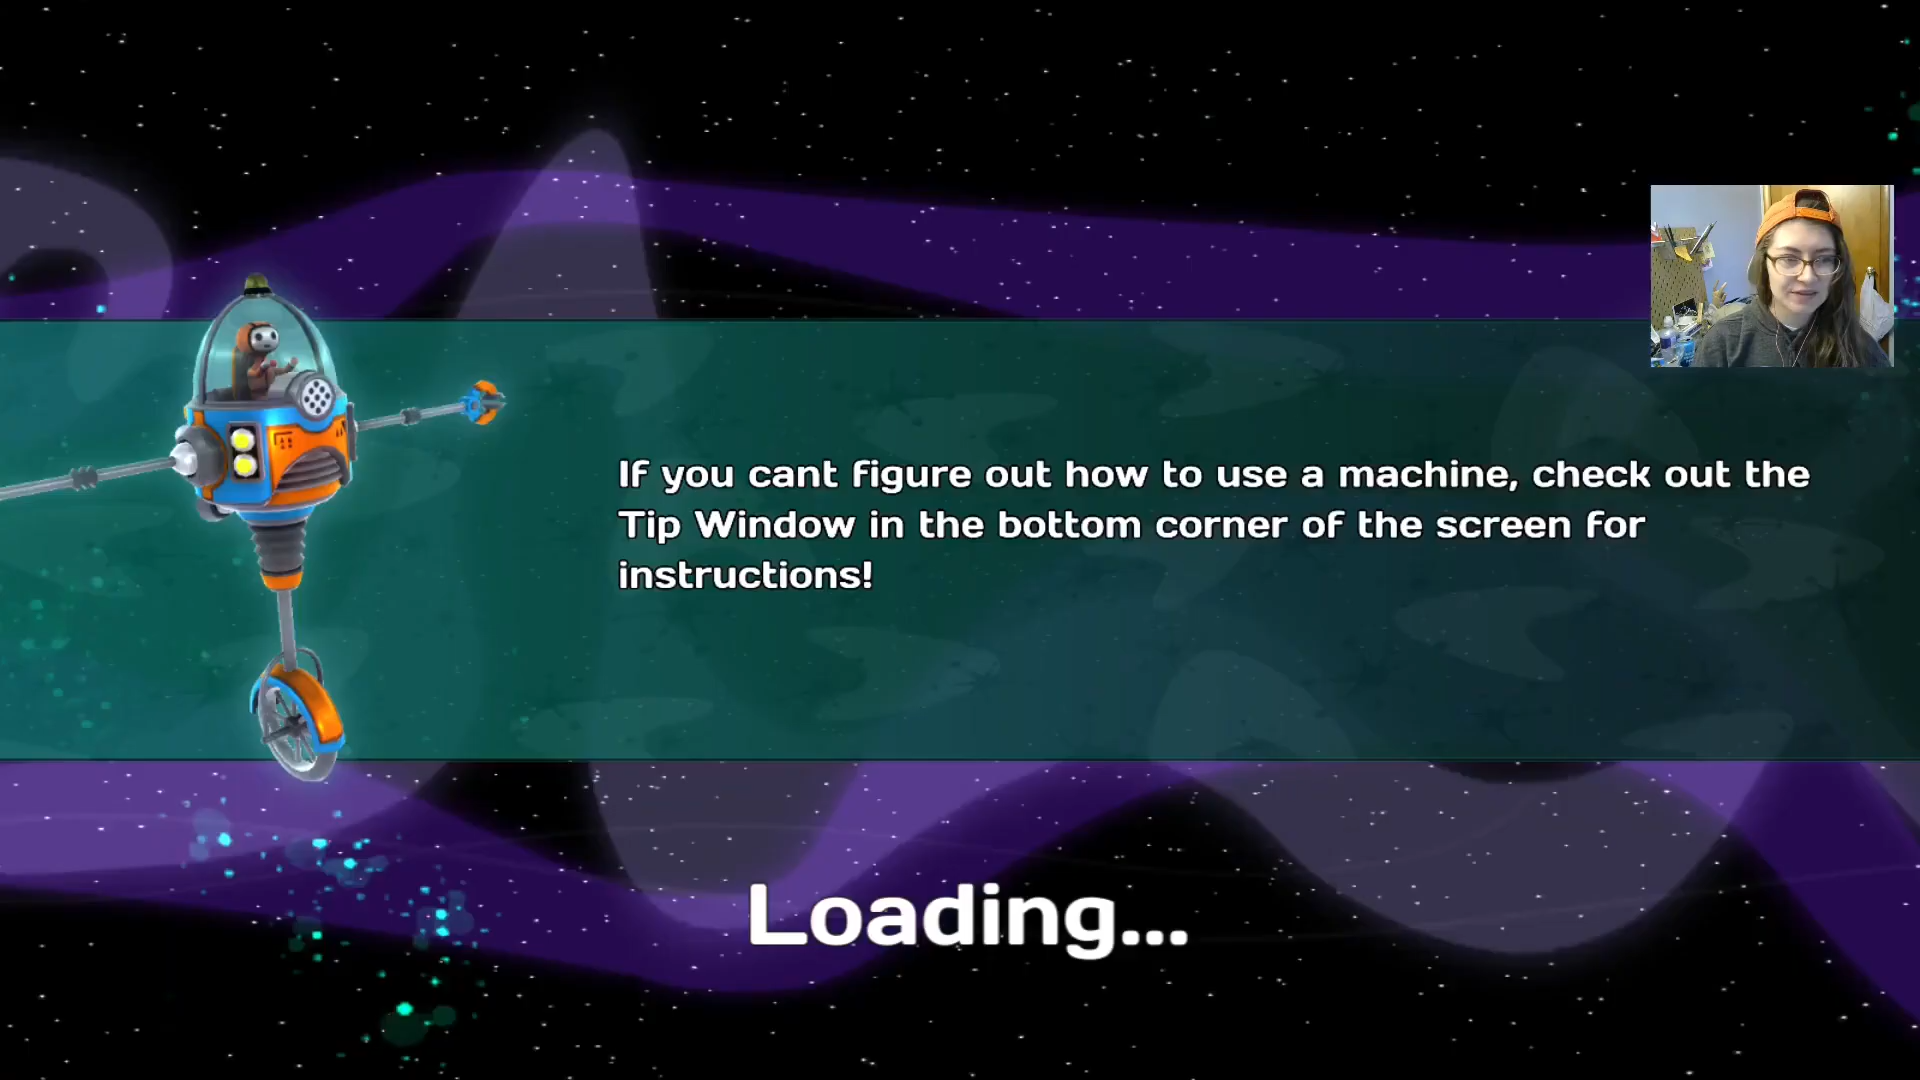 If you cant figure out how to use a machine, check out the
Tip Window in the bottom corner of the screen for
instructions!
Loading...